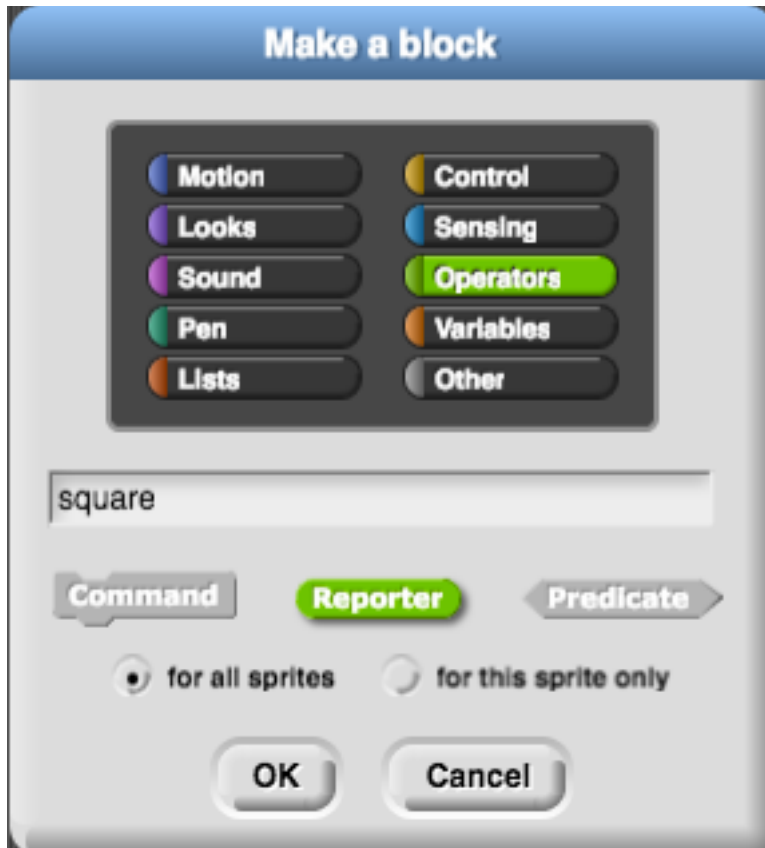 Make a block
Motion Control
Looks Sensing
Sound Operators
Pen Variables
Lists Other
square
Command Reporter Predicate
for all sprites for this sprite only
OK Cancel